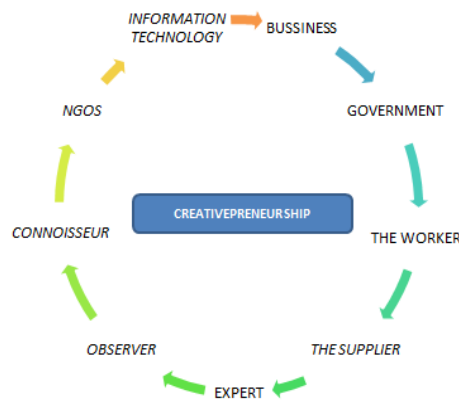 INFORMATION
TECHNOLOGY
BUSSINESS
GOVERNMENT
THE WORKER
THE SUPPLIER
EXPERT
OBSERVER
CONNOISSEUR
NGOS
CREATIVEPRENEURSHIP